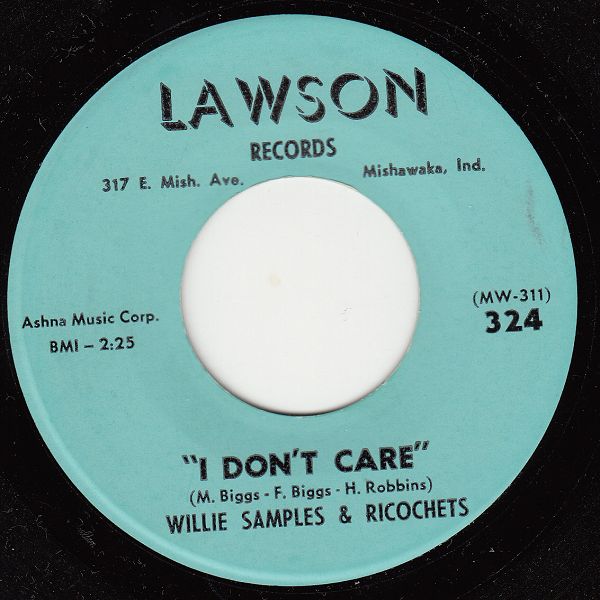 LAWSON
RECORDS
317 E. Mish. Ave. Mishawaka, Ind.
Ashna Music Corp.
BMI – 2:25
(MW-311)
324
"I DON'T CARE"
(M. Biggs - F. Biggs - H. Robbins)
WILLIE SAMPLES & RICOCHETS